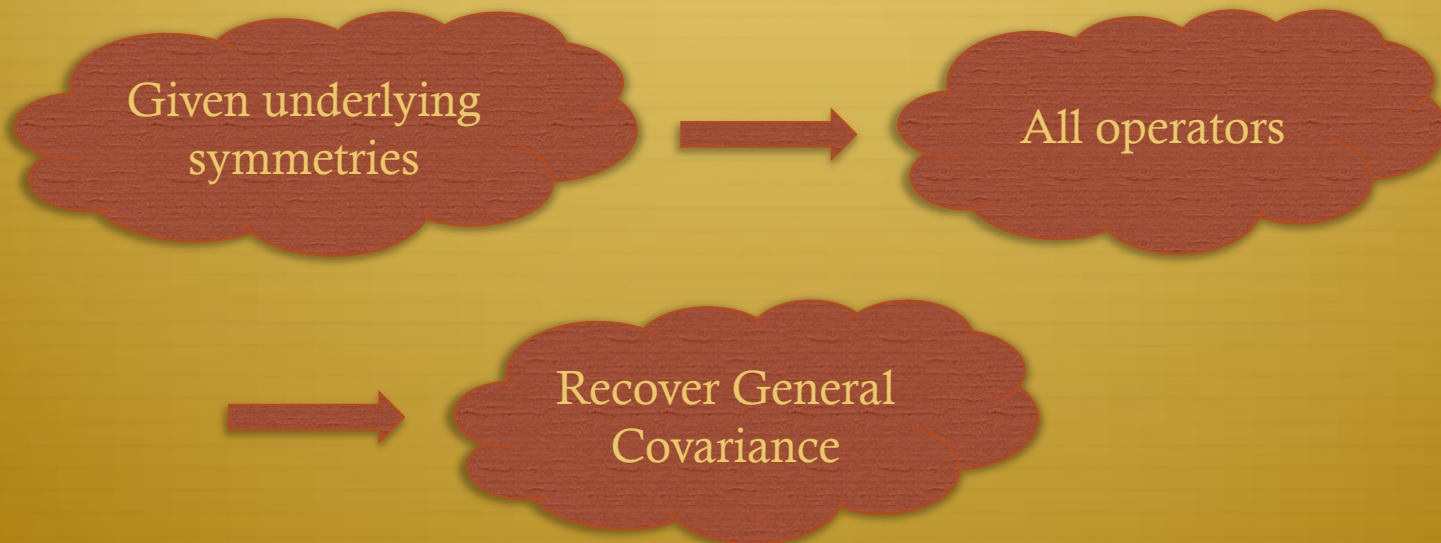 Given underlying
symmetries
All operators
Recover General
Covariance